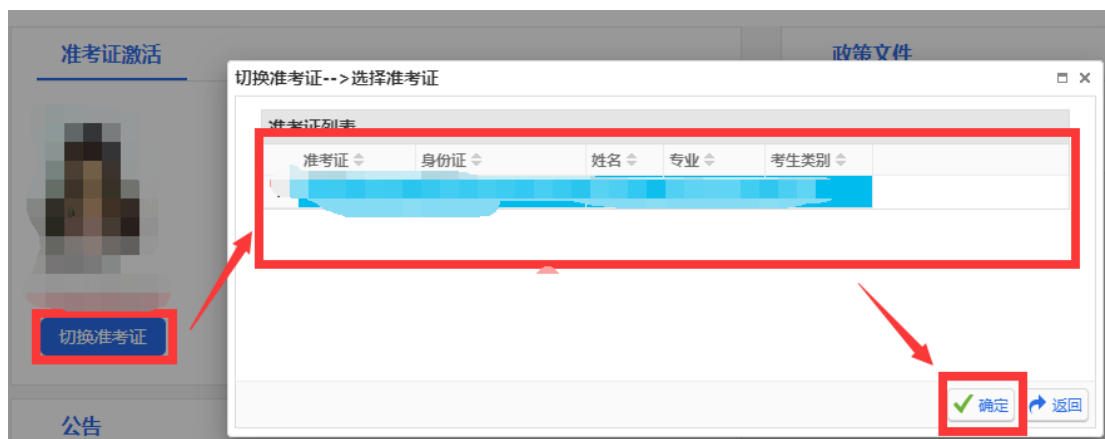 准考证激活
政策文件
切换准考证-->选择准考证
准考证列表
准考证 身份证 姓名 专业 考生类别
切换准考证
确定 返回
公告